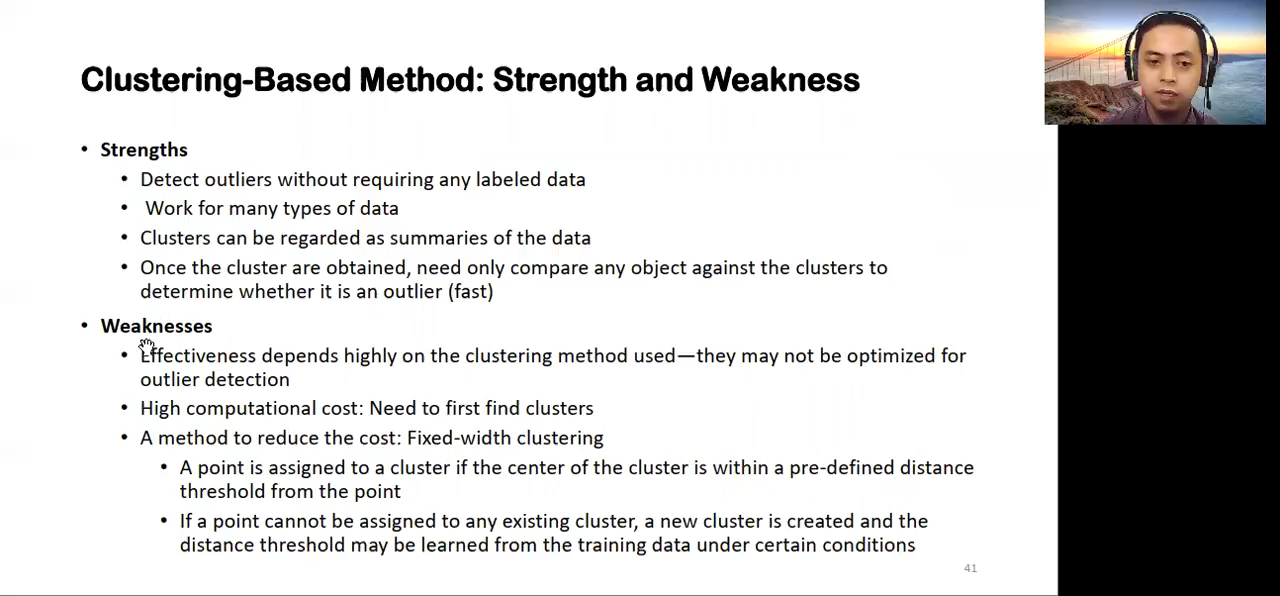 Clustering-Based Method: Strength and Weakness
• Strengths
• Detect outliers without requiring any labeled data
• Work for many types of data
• Clusters can be regarded as summaries of the data
• Once the cluster are obtained, need only compare any object against the clusters to
determine whether it is an outlier (fast)
• Weaknesses
• Effectiveness depends highly on the clustering method used—they may not be optimized for
outlier detection
• High computational cost: Need to first find clusters
• A method to reduce the cost: Fixed-width clustering
• A point is assigned to a cluster if the center of the cluster is within a pre-defined distance
threshold from the point
• If a point cannot be assigned to any existing cluster, a new cluster is created and the
distance threshold may be learned from the training data under certain conditions
41